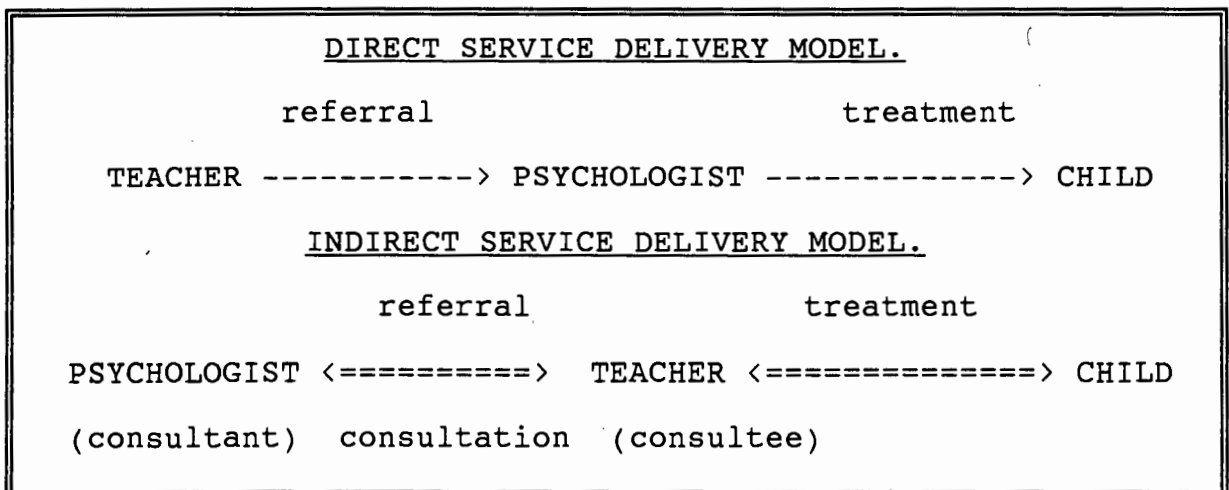 DIRECT SERVICE DELIVERY MODEL.
referral treatment
TEACHER -----------> PSYCHOLOGIST -------------> CHILD
INDIRECT SERVICE DELIVERY MODEL.
referral treatment
PSYCHOLOGIST <==========> TEACHER <==============> CHILD
(consultant) consultation (consultee)